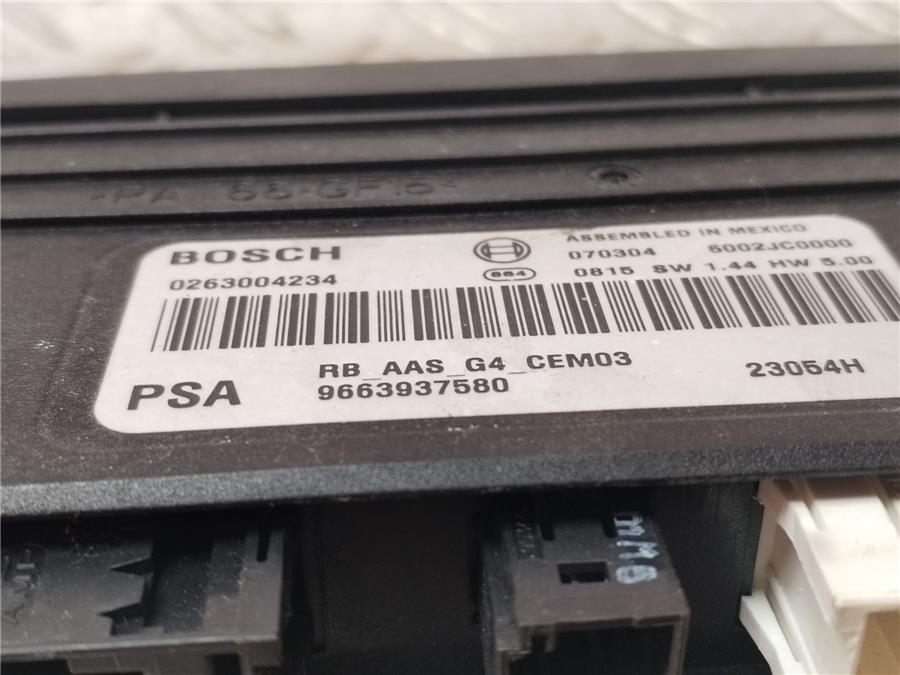 >PA 66-GF15<
BOSCH
0263004234
ASSEMBLED IN MEXICO
070304 6002JC0000
884 0815 SW 1.44 HW 5.00
RB_AAS_G4_CEM03
PSA 9663937580 23054H